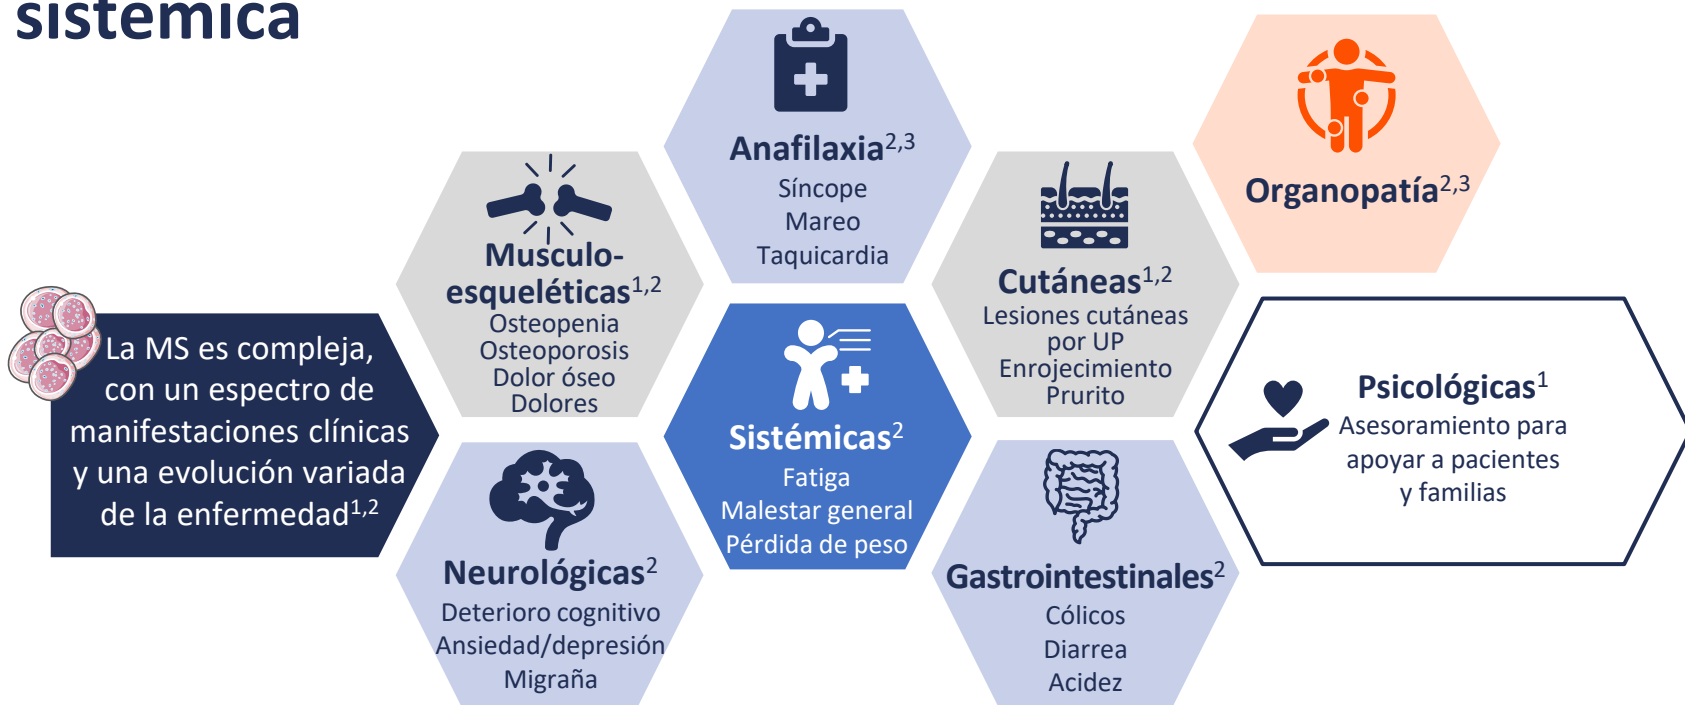 sistémica
La MS es compleja,
con un espectro de
manifestaciones clínicas
y una evolución variada
de la enfermedad1,2
Musculo-
esqueléticas1,2
Osteopenia
Osteoporosis
Dolor óseo
Dolores
Neurológicas2
Deterioro cognitivo
Ansiedad/depresión
Migraña
Anafilaxia2,3
Síncope
Mareo
Taquicardia
Sistémicas2
Fatiga
Malestar general
Pérdida de peso
Cutáneas1,2
Lesiones cutáneas
por UP
Enrojecimiento
Prurito
Gastrointestinales2
Cólicos
Diarrea
Acidez
Organopatía2,3
Psicológicas1
Asesoramiento para
apoyar a pacientes
y familias